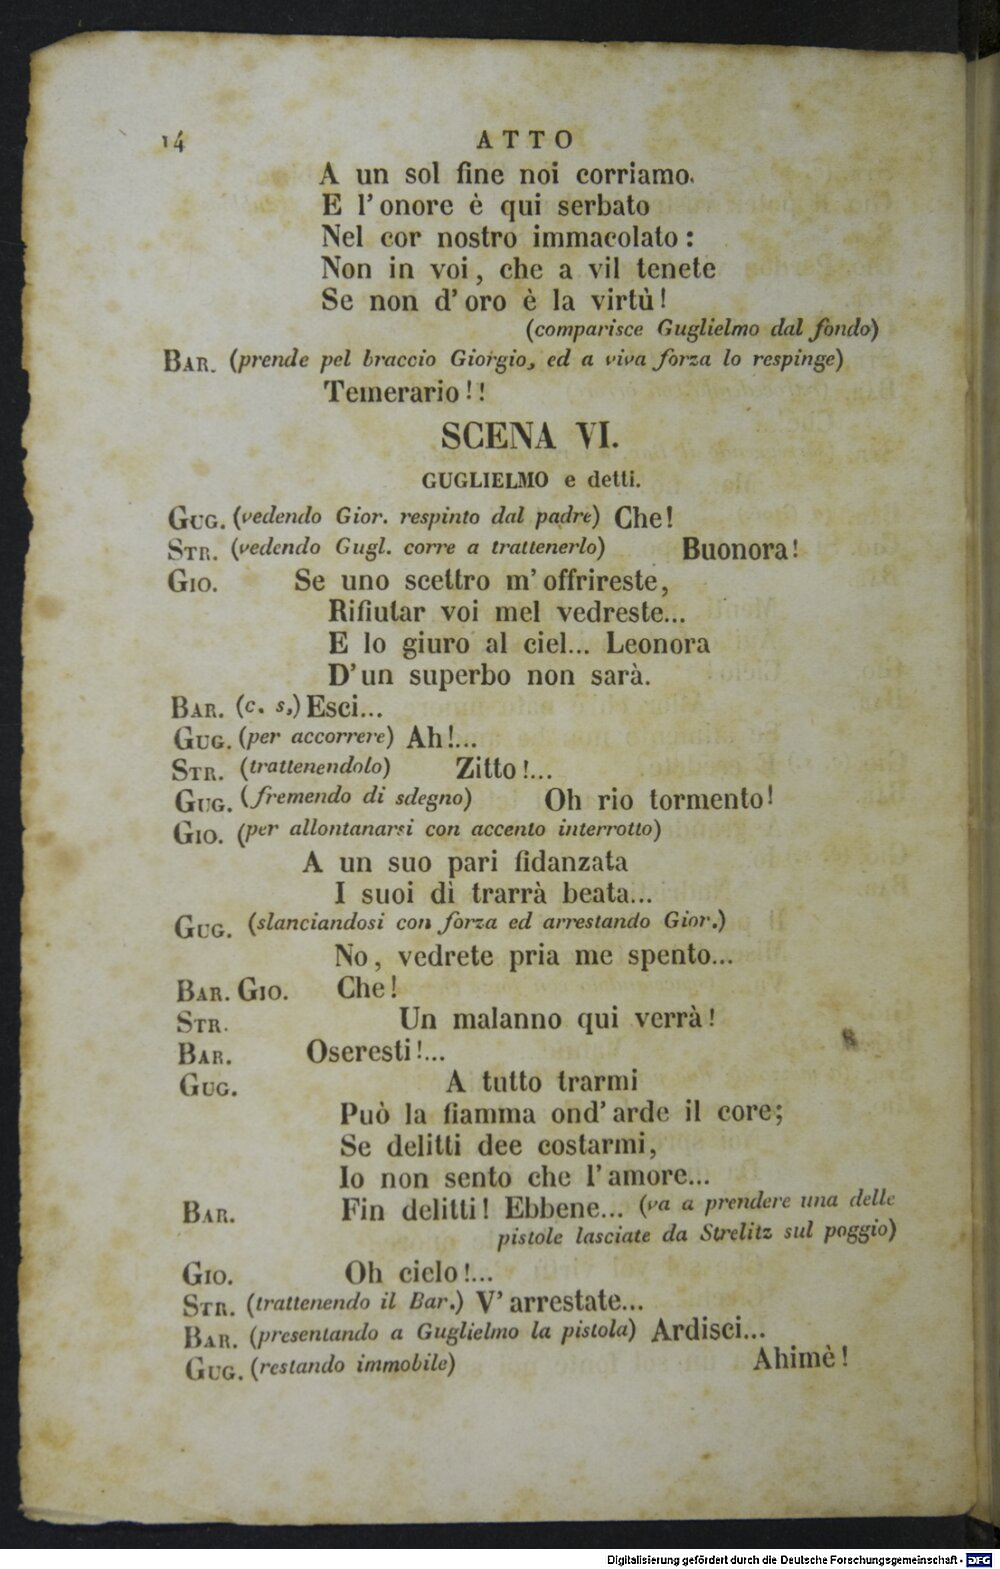 14 ATTO
A un sol fine noi corriamo.
E l'onore è qui serbato
Nel cor nostro immacolato:
Non in voi, che a vil tenete
Se non d'oro è la virtù!
(comparisce Guglielmo dal fondo)
BAR. (prende pel braccio Giorgio, ed a viva forza lo respinge)
Temerario!!
SCENA VI.
GUGLIELMO e detti.
GUG. (vedendo Gior. respinto dal padre) Che!
STR. (vedendo Gugl. corre a trattenerlo) Buonora!
GIO. Se uno scettro m'offrireste,
Rifiutar voi mel vedreste...
E lo giuro al ciel... Leonora
D'un superbo non sarà.
BAR. (c. s.) Esci...
GUG. (per accorrere) Ah!...
STR. (trattenendolo) Zitto!...
GUG. (fremendo di sdegno) Oh rio tormento!
GIO. (per allontanarsi con accento interrotto)
A un suo pari fidanzata
I suoi dì trarrà beata...
GUG. (slanciandosi con forza ed arrestando Gior.)
No, vedrete pria me spento...
BAR. GIO. Che!
STR. Un malanno qui verrà!
BAR. Oseresti!...
GUG. A tutto trarmi
Può la fiamma ond'arde il core;
Se delitti dee costarmi,
Io non sento che l'amore...
BAR. Fin delitti! Ebbene... (va a prendere una delle
pistole lasciate da Strelitz sul poggio)
GIO. Oh cielo!...
STR. (trattenendo il Bar.) V'arrestate...
BAR. (presentando a Guglielmo la pistola) Ardisci...
GUG. (restando immobile) Ahimè!
Digitalisierung gefördert durch die Deutsche Forschungsgemeinschaft - DFG